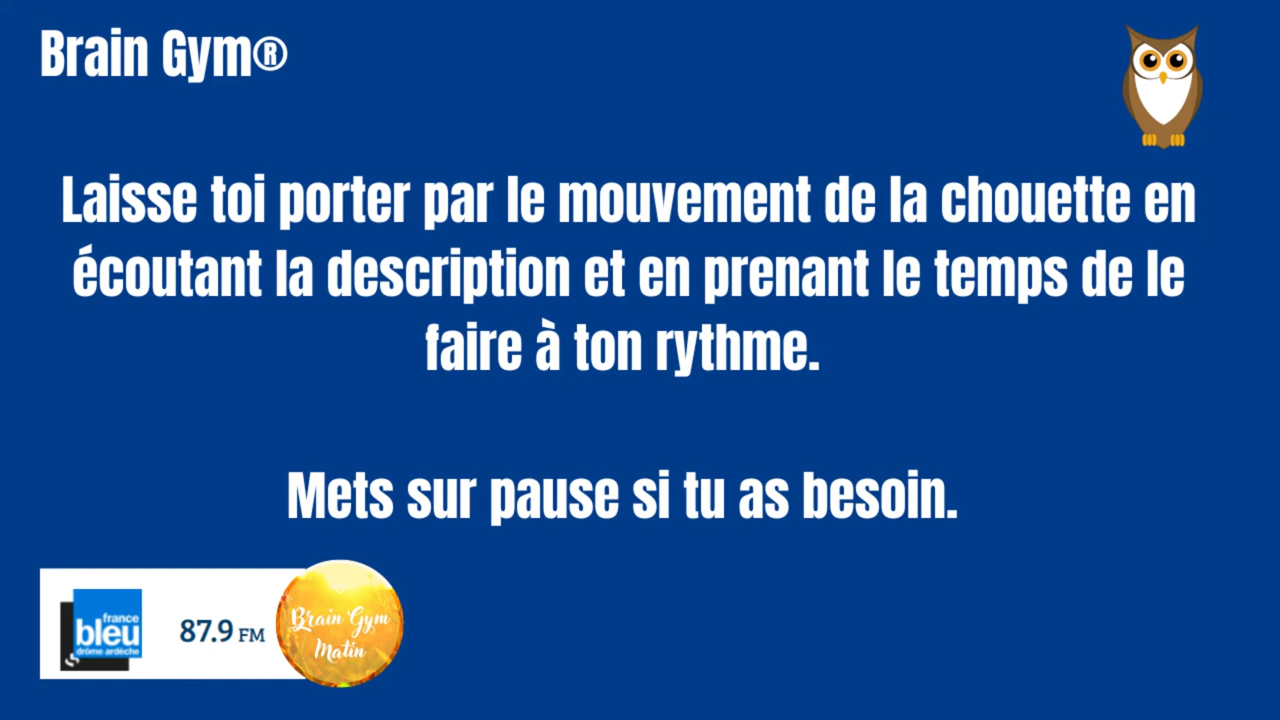 Brain Gym®
Laisse toi porter par le mouvement de la chouette en
écoutant la description et en prenant le temps de le
faire à ton rythme.
Mets sur pause si tu as besoin.
france
bleu
drôme ardèche
87.9 FM
Brain Gym
Matin